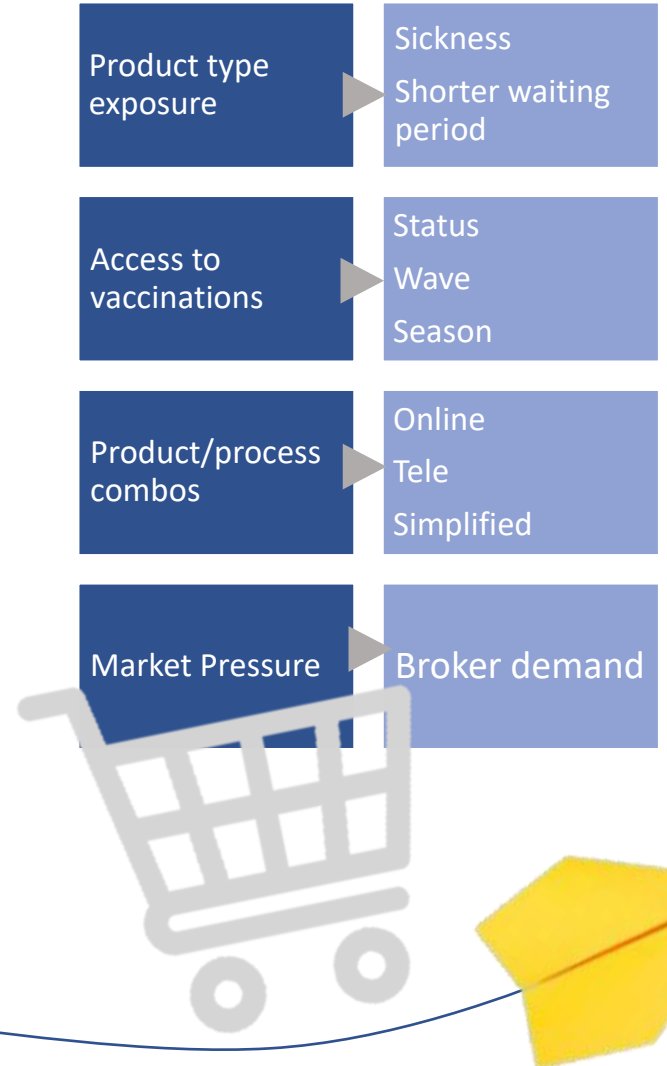 Product type
exposure
Sickness
Shorter waiting
period
Access to
vaccinations
Status
Wave
Season
Product/process
combos
Online
Tele
Simplified
Market Pressure
Broker demand